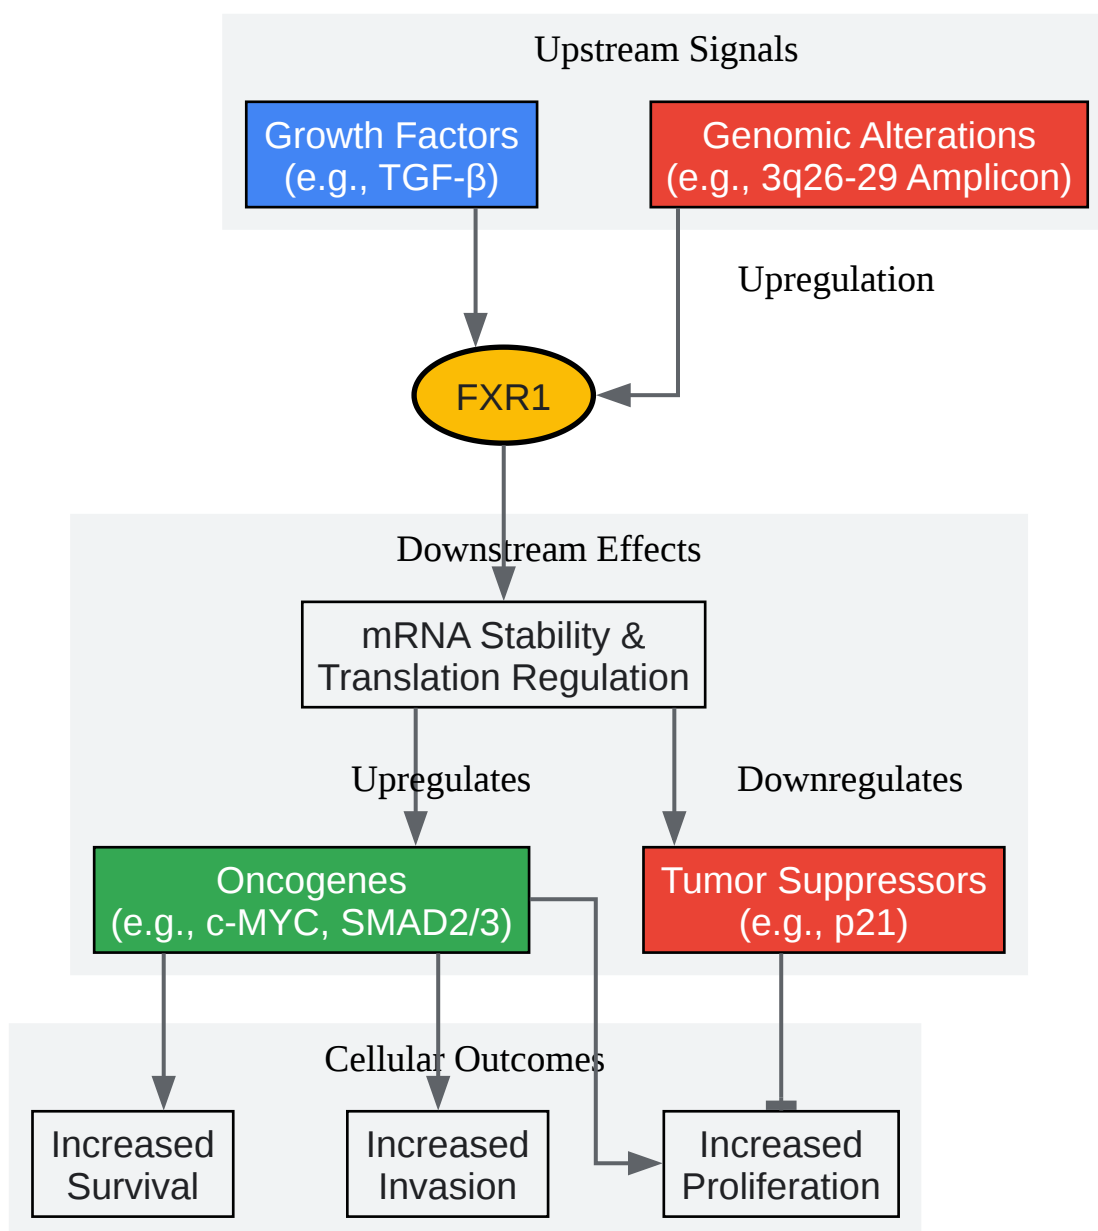 Upstream Signals
Growth Factors
(e.g., TGF-β)
Genomic Alterations
(e.g., 3q26-29 Amplicon)
Upregulation
FXR1
Downstream Effects
mRNA Stability &
Translation Regulation
Upregulates
Downregulates
Oncogenes
(e.g., c-MYC, SMAD2/3)
Tumor Suppressors
(e.g., p21)
Cellular Outcomes
Increased
Survival
Increased
Invasion
Increased
Proliferation